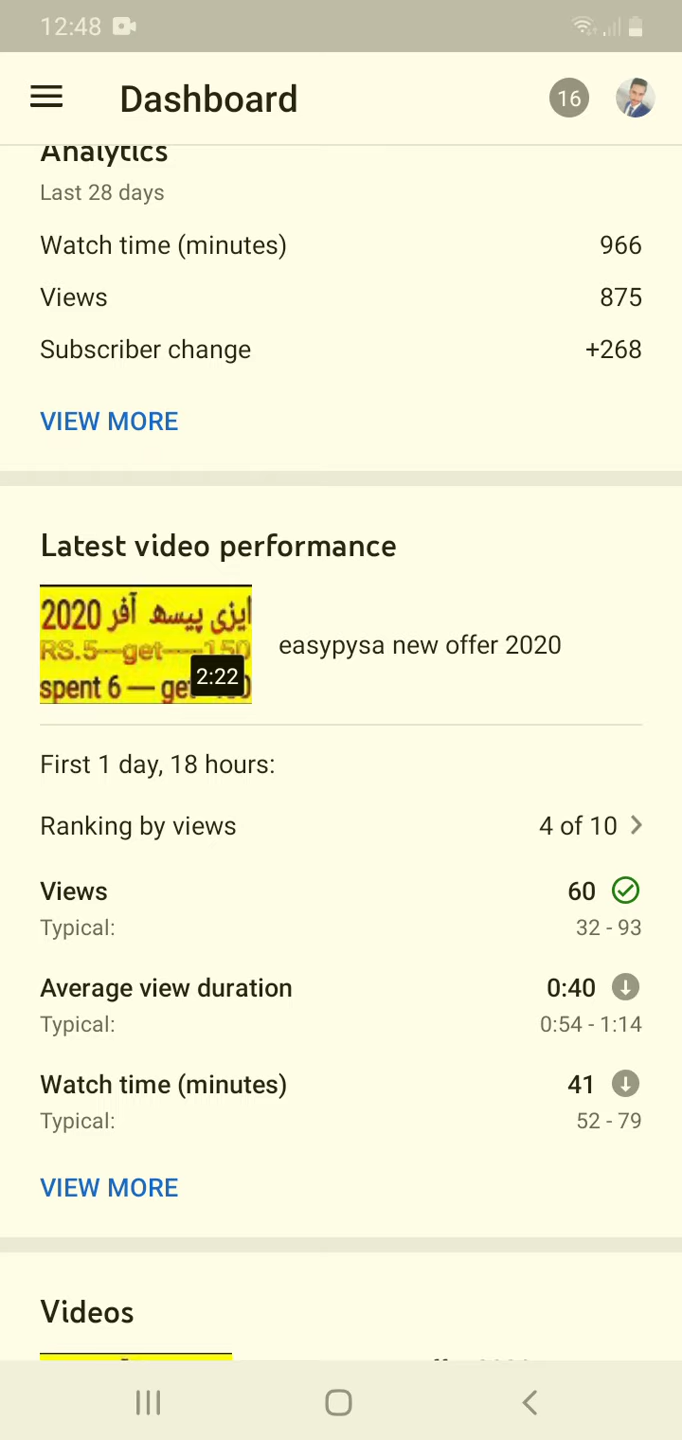 12:48
Dashboard
16
Analytics
Last 28 days
Watch time (minutes) 966
Views 875
Subscriber change +268
VIEW MORE
Latest video performance
ایزی پیسہ آفر 2020
RS.5—get—150
spent 6 — get
2:22
easypysa new offer 2020
First 1 day, 18 hours:
Ranking by views 4 of 10
Views 60
Typical: 32 - 93
Average view duration 0:40
Typical: 0:54 - 1:14
Watch time (minutes) 41
Typical: 52 - 79
VIEW MORE
Videos